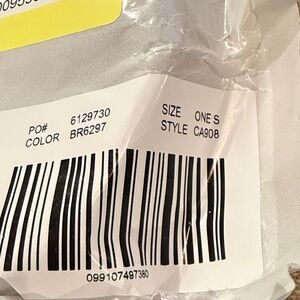 PO# 6129730 SIZE ONE S
COLOR BR6297 STYLE CA908
099107497380